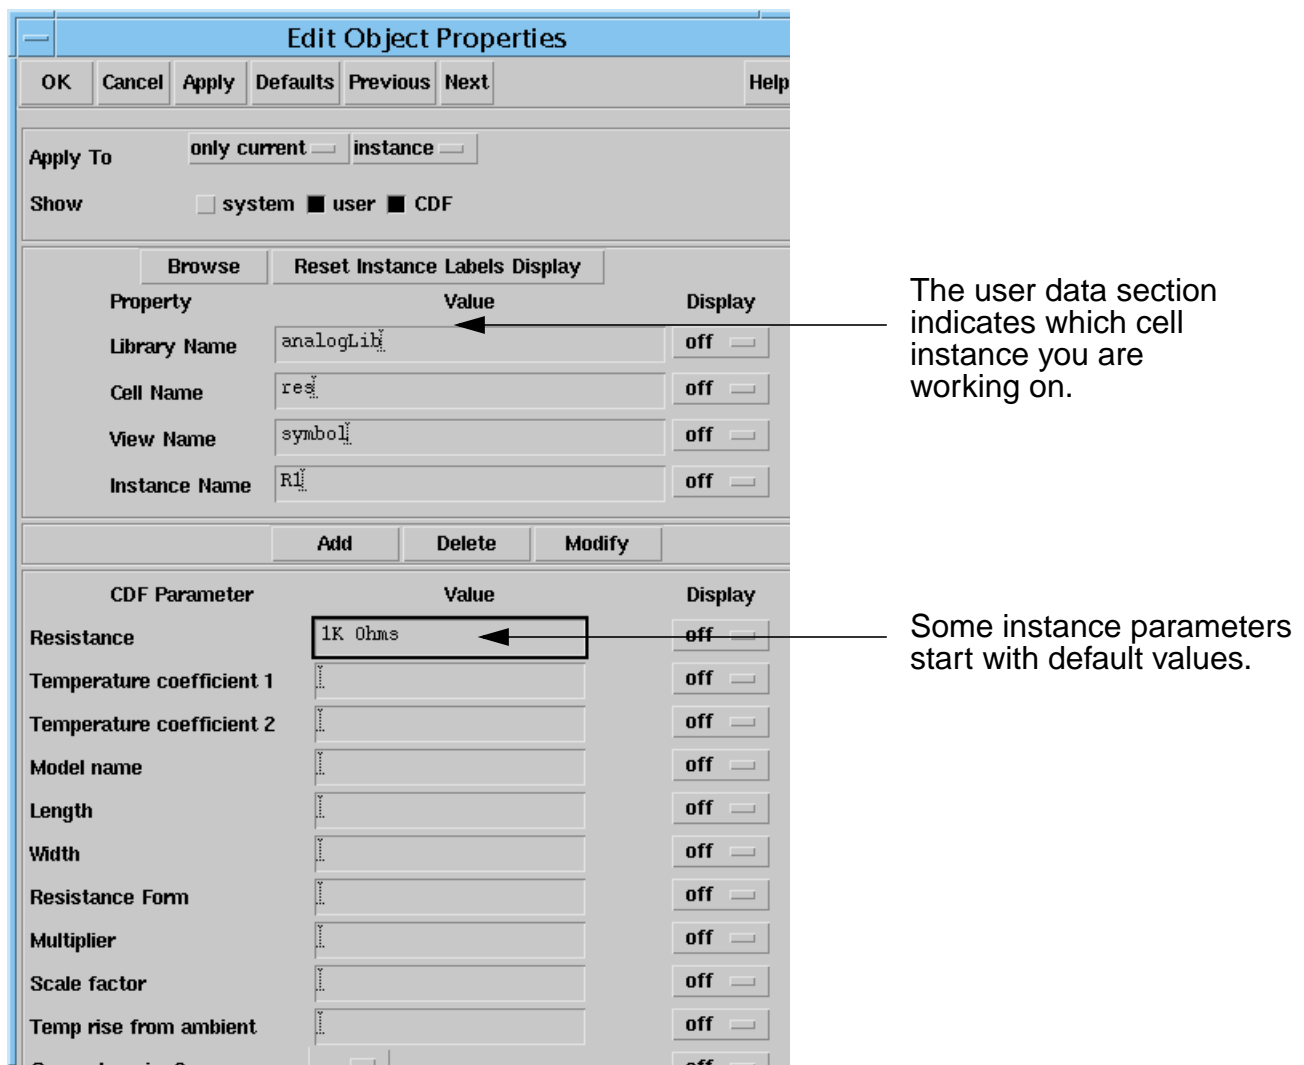 Edit Object Properties
OK Cancel Apply Defaults Previous Next Help
Apply To only current instance
Show system user CDF
Browse Reset Instance Labels Display
Property Value Display
Library Name analogLib off
Cell Name res off
View Name symbol off
Instance Name R1 off
The user data section
indicates which cell
instance you are
working on.
Add Delete Modify
CDF Parameter Value Display
Resistance 1K Ohms off
Some instance parameters
start with default values.
Temperature coefficient 1 off
Temperature coefficient 2 off
Model name off
Length off
Width off
Resistance Form off
Multiplier off
Scale factor off
Temp rise from ambient off
off